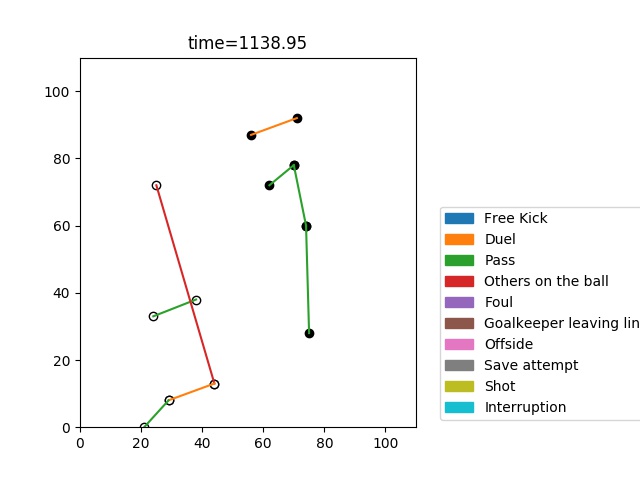 time=1138.95
100
80
60
40
20
0
0 20 40 60 80 100
Free Kick
Duel
Pass
Others on the ball
Foul
Goalkeeper leaving lin
Offside
Save attempt
Shot
Interruption